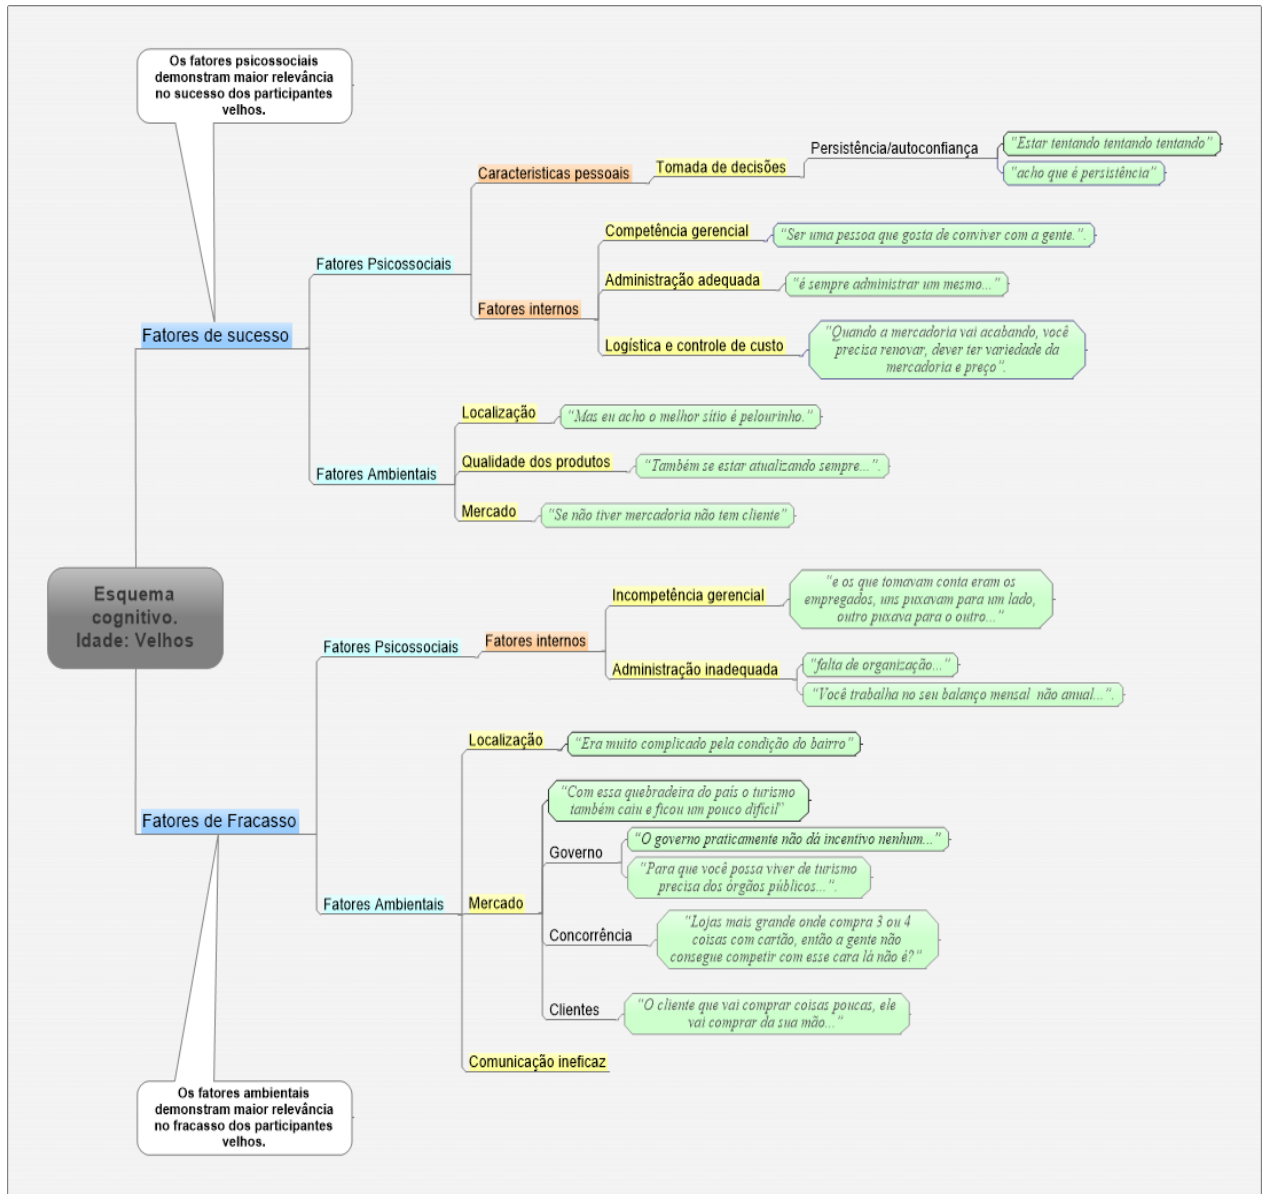 Os fatores psicossociais
demonstram maior relevância
no sucesso dos participantes
velhos.
Fatores de sucesso
Fatores Psicossociais
Caracteristicas pessoais
Tomada de decisões
Persistência/autoconfiança
"Estar tentando tentando tentando"
"acho que é persistência"
Fatores internos
Competência gerencial
"Ser uma pessoa que gosta de conviver com a gente.".
Administração adequada
"é sempre administrar um mesmo..."
Logística e controle de custo
"Quando a mercadoria vai acabando, você
precisa renovar, dever ter variedade da
mercadoria e preço".
Fatores Ambientais
Localização
"Mas eu acho o melhor sítio é pelourinho."
Qualidade dos produtos
"Também se estar atualizando sempre...".
Mercado
"Se não tiver mercadoria não tem cliente"
Esquema
cognitivo.
Idade: Velhos
Fatores de Fracasso
Fatores Psicossociais
Fatores internos
Incompetência gerencial
"e os que tomavam conta eram os
empregados, uns puxavam para um lado,
outro puxava para o outro..."
Administração inadequada
"falta de organização..."
"Você trabalha no seu balanço mensal  não anual...".
Fatores Ambientais
Localização
"Era muito complicado pela condição do bairro"
Mercado
"Com essa quebradeira do país o turismo
também caiu e ficou um pouco difícil"
Governo
"O governo praticamente não dá incentivo nenhum..."
"Para que você possa viver de turismo
precisa dos órgãos públicos...".
Concorrência
"Lojas mais grande onde compra 3 ou 4
coisas com cartão, então a gente não
consegue competir com esse cara lá não é?"
Clientes
"O cliente que vai comprar coisas poucas, ele
vai comprar da sua mão..."
Comunicação ineficaz
Os fatores ambientais
demonstram maior relevância
no fracasso dos participantes
velhos.